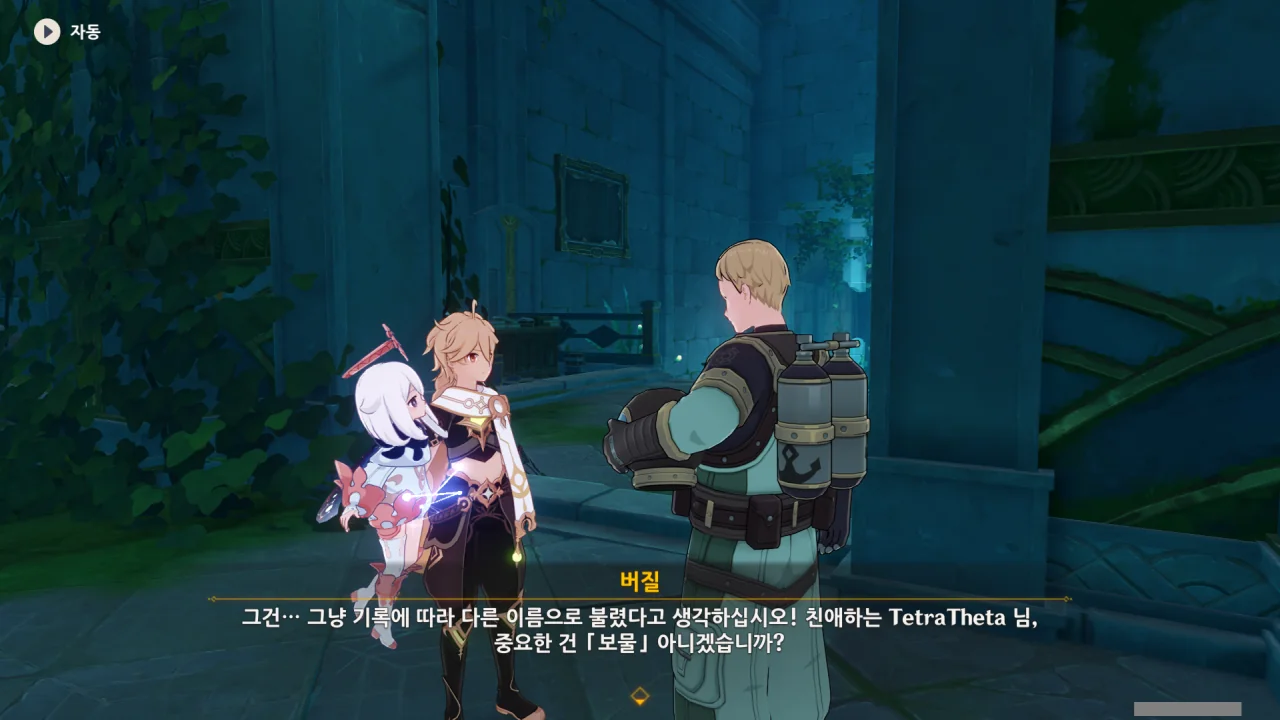 자동
버질
그건… 그냥 기록에 따라 다른 이름으로 불렸다고 생각하십시오! 친애하는 TetraTheta 님,
중요한 건 「보물」 아니겠습니까?